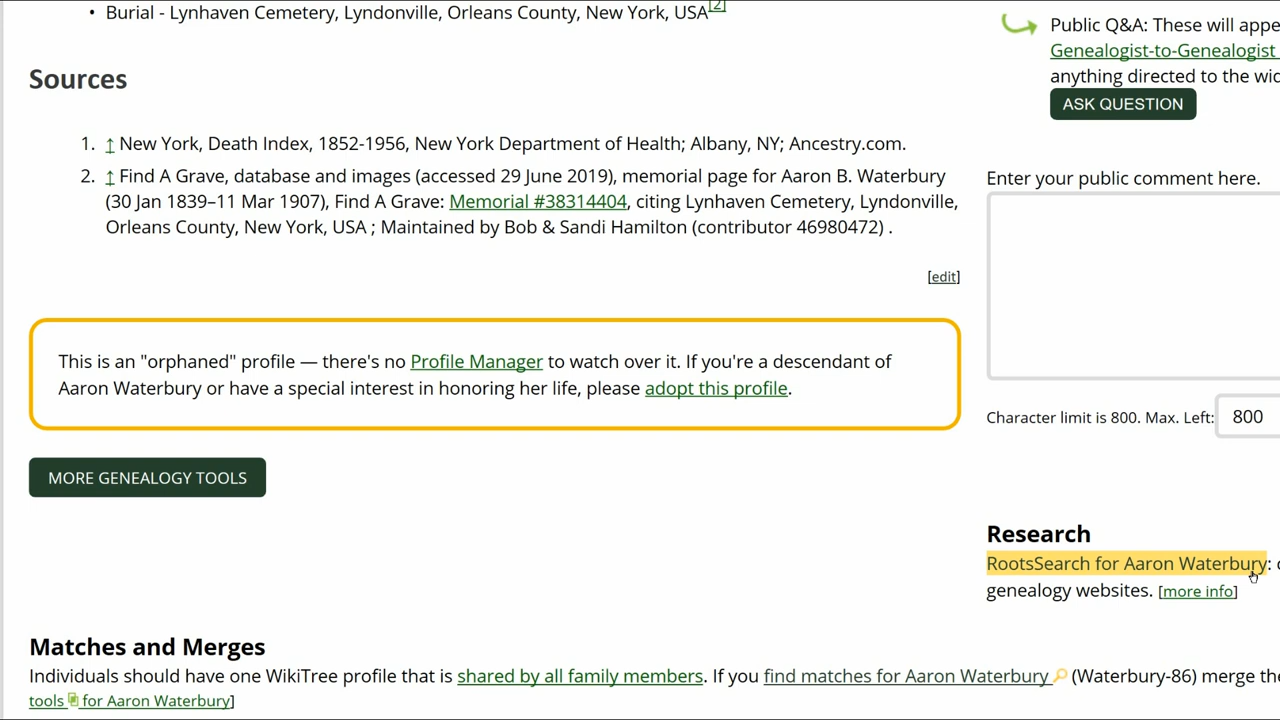 • Burial - Lynhaven Cemetery, Lyndonville, Orleans County, New York, USA[2]
Sources
1. ↑ New York, Death Index, 1852-1956, New York Department of Health; Albany, NY; Ancestry.com.
2. ↑ Find A Grave, database and images (accessed 29 June 2019), memorial page for Aaron B. Waterbury
(30 Jan 1839–11 Mar 1907), Find A Grave: Memorial #38314404, citing Lynhaven Cemetery, Lyndonville,
Orleans County, New York, USA ; Maintained by Bob & Sandi Hamilton (contributor 46980472) .
[edit]
This is an "orphaned" profile — there's no Profile Manager to watch over it. If you're a descendant of
Aaron Waterbury or have a special interest in honoring her life, please adopt this profile.
MORE GENEALOGY TOOLS
Matches and Merges
Individuals should have one WikiTree profile that is shared by all family members. If you find matches for Aaron Waterbury (Waterbury-86) merge
tools for Aaron Waterbury]
Public Q&A: These will
Genealogist-to-Genealogist
anything directed to the
ASK QUESTION
Enter your public comment here.
Character limit is 800. Max. Left: 800
Research
RootsSearch for Aaron Waterbury:
genealogy websites. [more info]